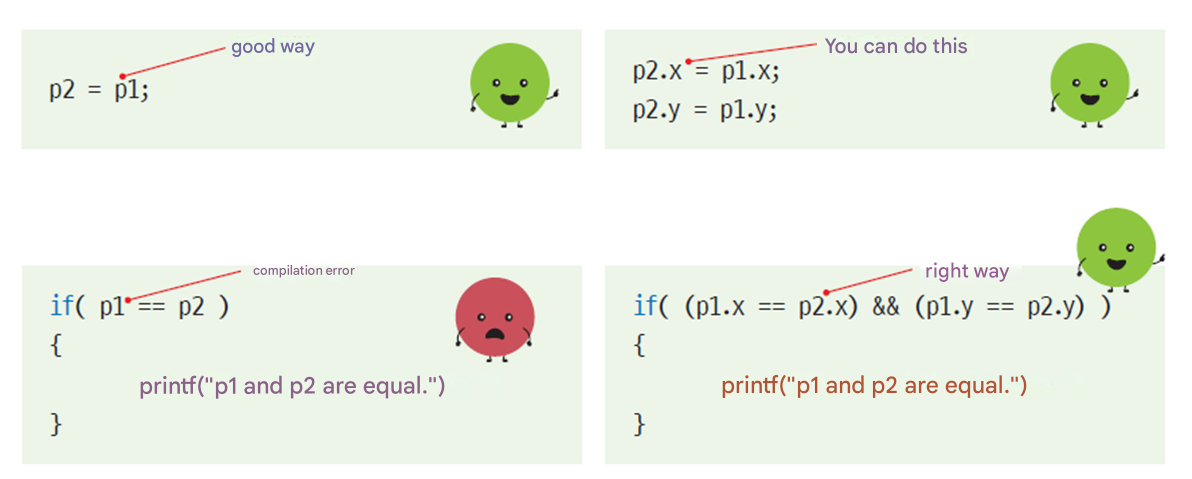 good way
p2 = p1;
You can do this
p2.x = p1.x;
p2.y = p1.y;
compilation error
if( p1 == p2 )
{
printf("p1 and p2 are equal.")
}
right way
if( (p1.x == p2.x) && (p1.y == p2.y) )
{
printf("p1 and p2 are equal.")
}